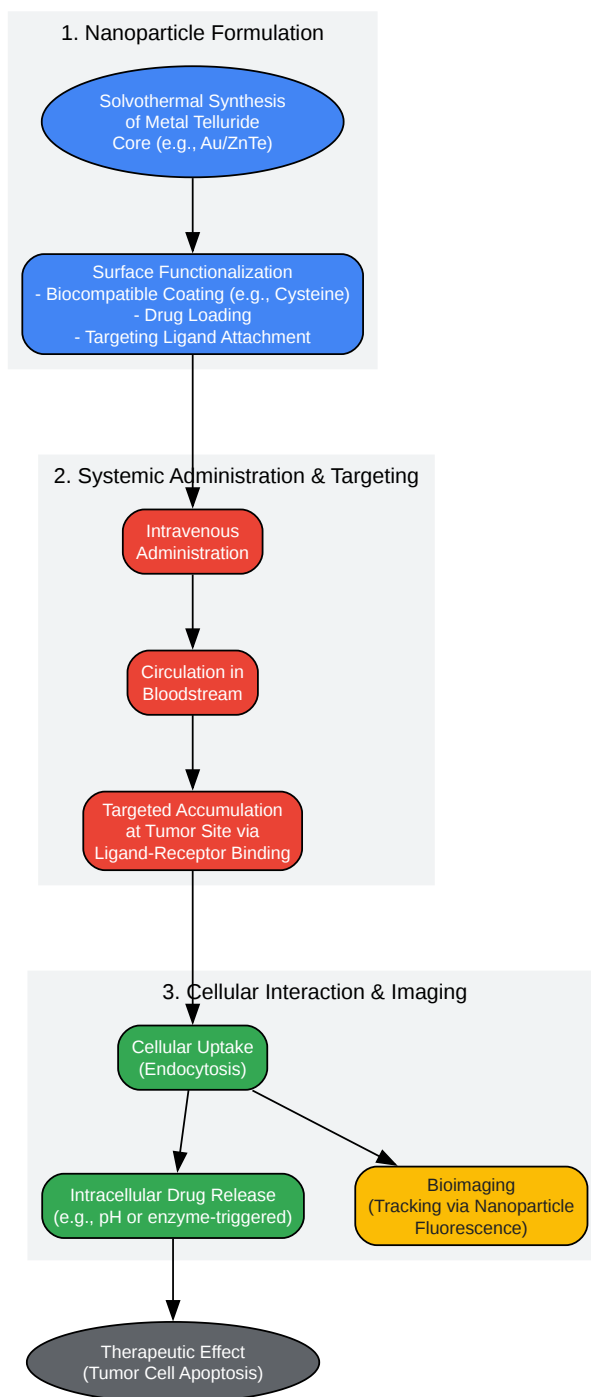 1. Nanoparticle Formulation
Solvothermal Synthesis
of Metal Telluride
Core (e.g., Au/ZnTe)
Surface Functionalization
- Biocompatible Coating (e.g., Cysteine)
- Drug Loading
- Targeting Ligand Attachment
2. Systemic Administration & Targeting
Intravenous
Administration
Circulation in
Bloodstream
Targeted Accumulation
at Tumor Site via
Ligand-Receptor Binding
3. Cellular Interaction & Imaging
Cellular Uptake
(Endocytosis)
Intracellular Drug Release
(e.g., pH or enzyme-triggered)
Bioimaging
(Tracking via Nanoparticle
Fluorescence)
Therapeutic Effect
(Tumor Cell Apoptosis)